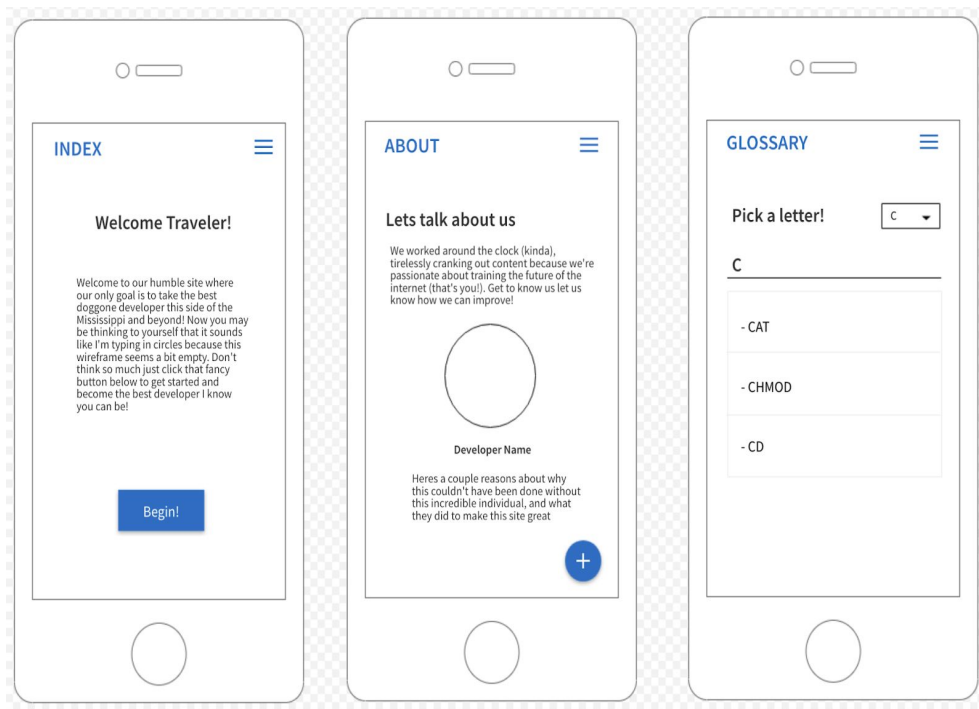 INDEX
Welcome Traveler!
Welcome to our humble site where
our only goal is to take the best
doggone developer this side of the
Mississippi and beyond! Now you may
be thinking to yourself that it sounds
like I'm typing in circles because this
wireframe seems a bit empty. Don't
think so much just click that fancy
button below to get started and
become the best developer I know
you can be!
Begin!
ABOUT
Lets talk about us
We worked around the clock (kinda),
tirelessly cranking out content because we're
passionate about training the future of the
internet (that's you!). Get to know us let us
know how we can improve!
Developer Name
Heres a couple reasons about why
this couldn't have been done without
this incredible individual, and what
they did to make this site great
+
GLOSSARY
Pick a letter! C
C
- CAT
- CHMOD
- CD